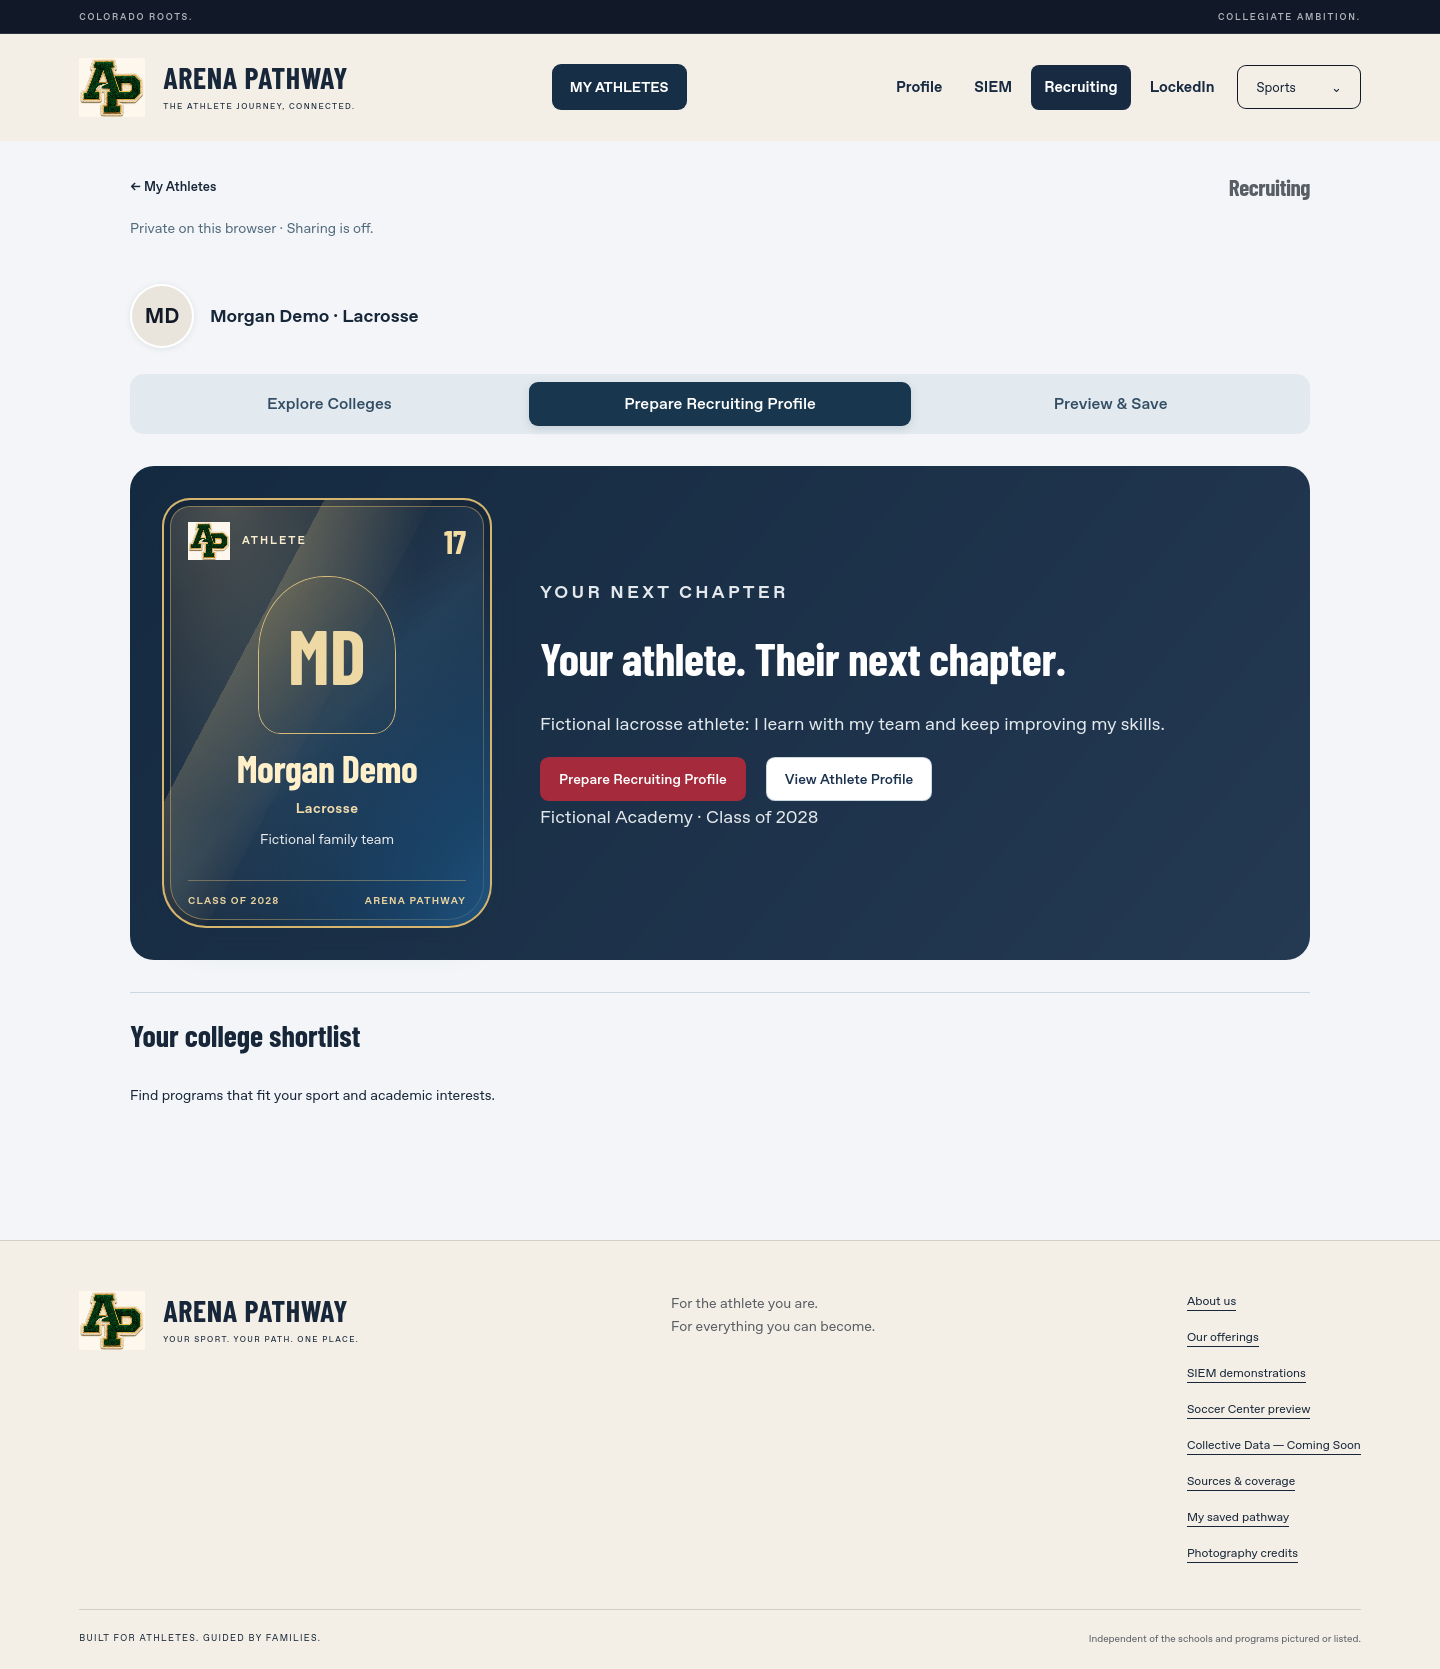 COLORADO ROOTS.
COLLEGIATE AMBITION.
AP
ARENA PATHWAY
THE ATHLETE JOURNEY, CONNECTED.
MY ATHLETES
Profile
SIEM
Recruiting
LockedIn
Sports
← My Athletes
Recruiting
Private on this browser · Sharing is off.
MD
Morgan Demo · Lacrosse
Explore Colleges
Prepare Recruiting Profile
Preview & Save
AP
ATHLETE
17
MD
Morgan Demo
Lacrosse
Fictional family team
CLASS OF 2028
ARENA PATHWAY
YOUR NEXT CHAPTER
Your athlete. Their next chapter.
Fictional lacrosse athlete: I learn with my team and keep improving my skills.
Prepare Recruiting Profile
View Athlete Profile
Fictional Academy · Class of 2028
Your college shortlist
Find programs that fit your sport and academic interests.
AP
ARENA PATHWAY
YOUR SPORT. YOUR PATH. ONE PLACE.
For the athlete you are.
For everything you can become.
About us
Our offerings
SIEM demonstrations
Soccer Center preview
Collective Data — Coming Soon
Sources & coverage
My saved pathway
Photography credits
BUILT FOR ATHLETES. GUIDED BY FAMILIES.
Independent of the schools and programs pictured or listed.